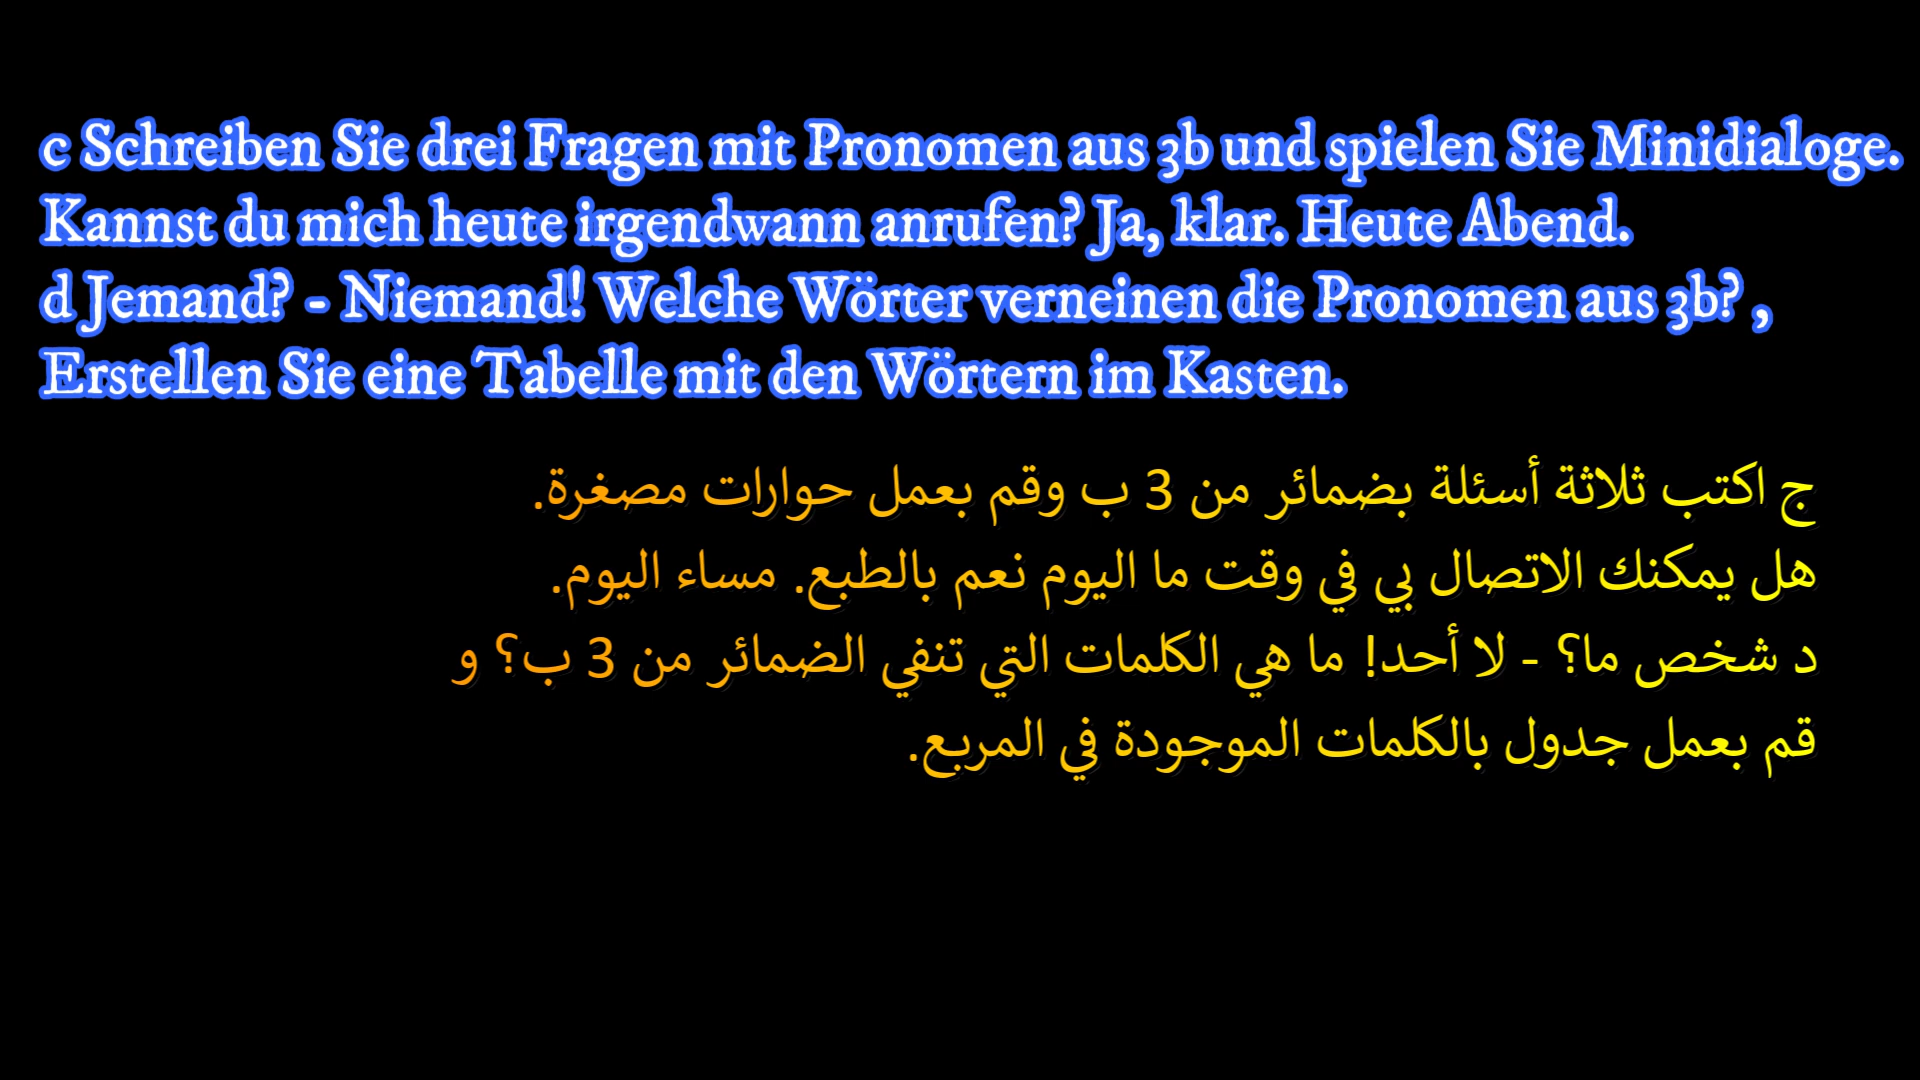 c Schreiben Sie drei Fragen mit Pronomen aus 3b und spielen Sie Minidialoge.
Kannst du mich heute irgendwann anrufen? Ja, klar. Heute Abend.
d Jemand? - Niemand! Welche Wörter verneinen die Pronomen aus 3b? ,
Erstellen Sie eine Tabelle mit den Wörtern im Kasten.
ج اكتب ثلاثة أسئلة بضمائر من 3 ب وقم بعمل حوارات مصغرة.
هل يمكنك الاتصال بي في وقت ما اليوم نعم بالطبع. مساء اليوم.
د شخص ما؟ - لا أحد! ما هي الكلمات التي تنفي الضمائر من 3 ب؟ و
قم بعمل جدول بالكلمات الموجودة في المربع.